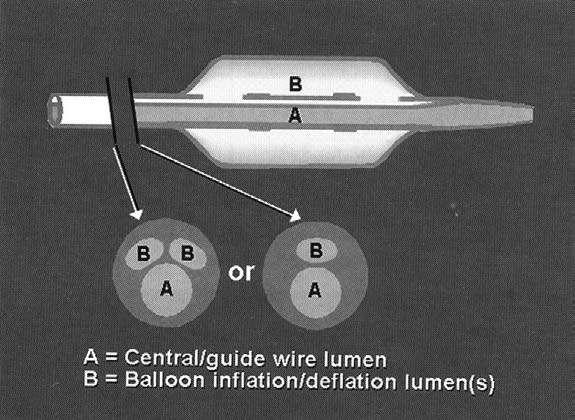 B
A
B B
A
or
B
A
A = Central/guide wire lumen
B = Balloon inflation/deflation lumen(s)